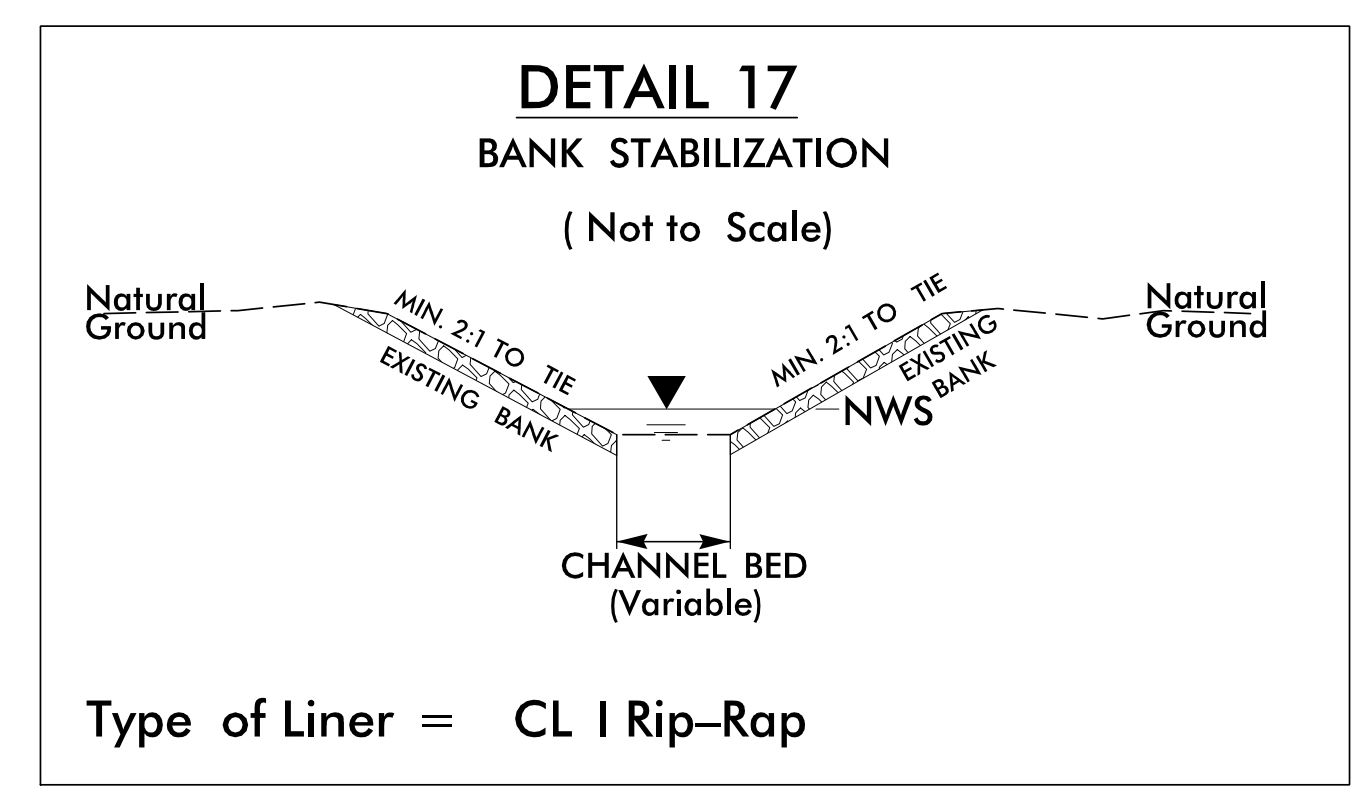 DETAIL 17
BANK STABILIZATION
( Not to Scale)
Natural
Ground
MIN. 2:1 TO TIE
EXISTING BANK
MIN. 2:1 TO TIE
EXISTING
BANK
Natural
Ground
NWS
CHANNEL BED
(Variable)
Type of Liner = CL I Rip–Rap